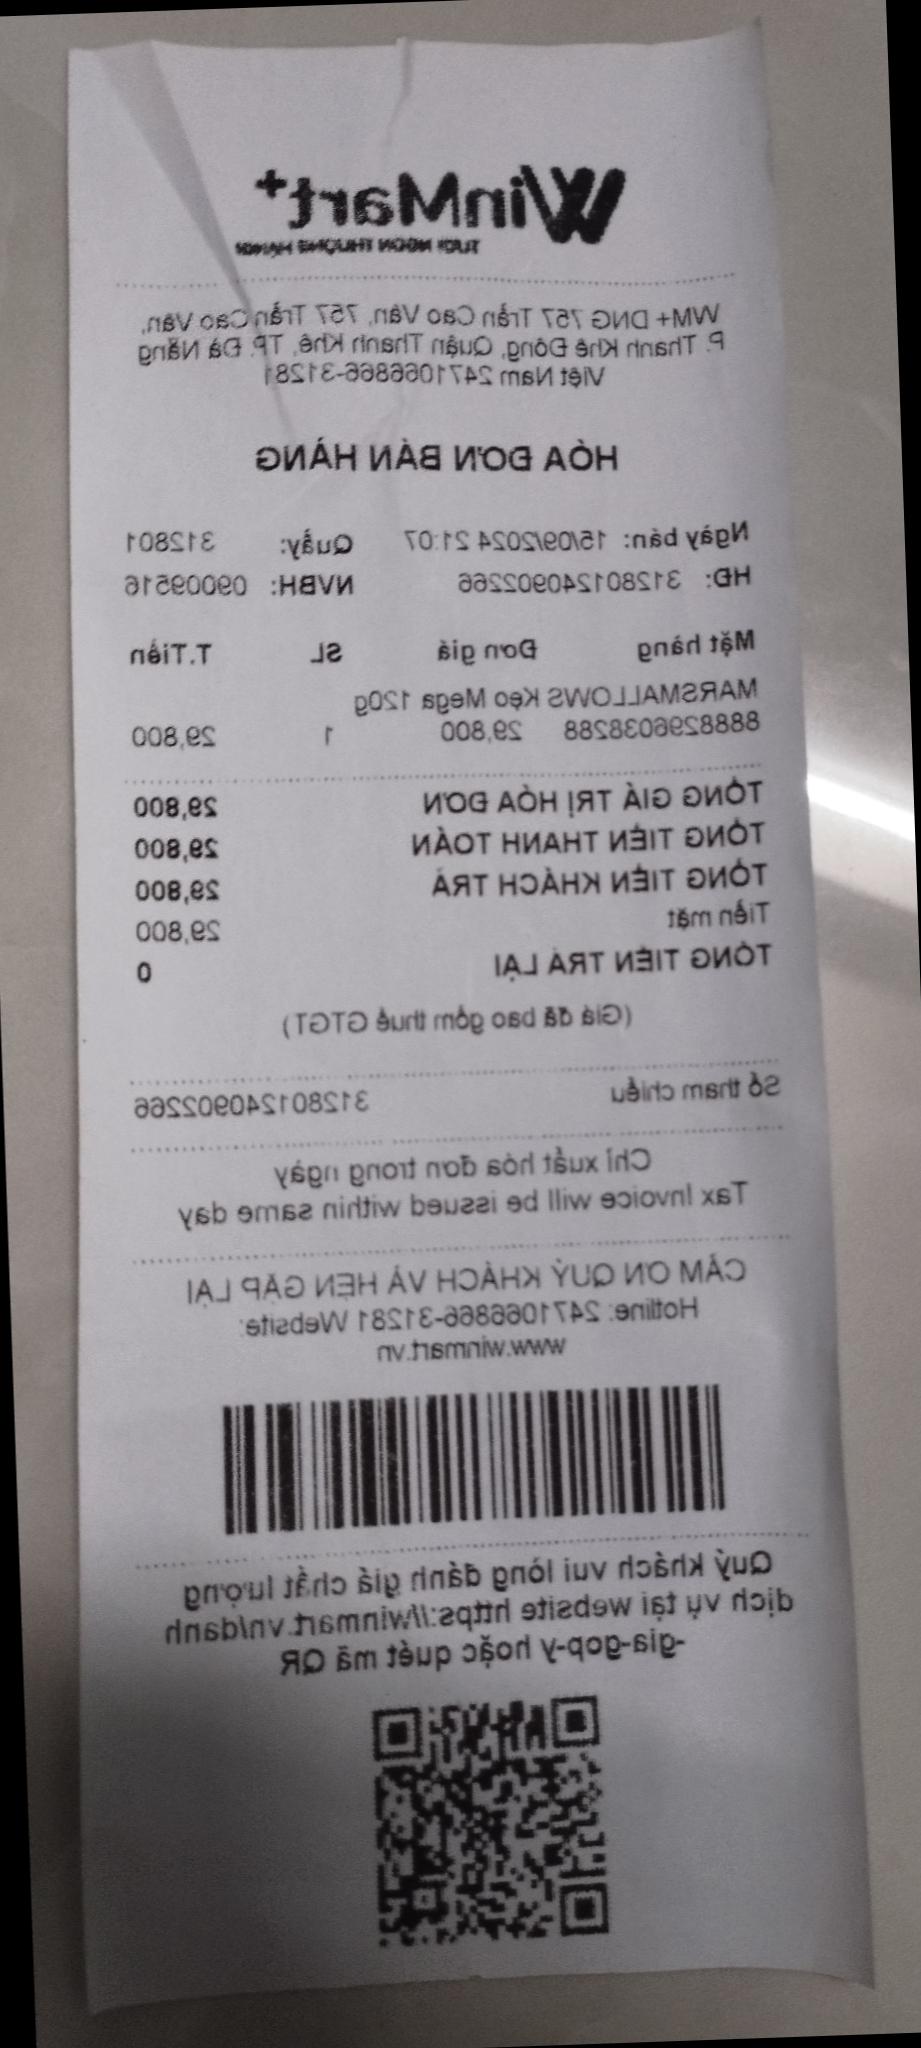 WinMart+
TƯƠI NGON THƯỢNG HẠNG
WM+ DNG 757 Trần Cao Vân, 757 Trần Cao Vân,
P. Thanh Khê Đông, Quận Thanh Khê, TP. Đà Nẵng
Việt Nam 2471066866-31281
HÓA ĐƠN BÁN HÀNG
Ngày bán: 15/09/2024 21:07 Quầy: 312801
HĐ: 31280124090226​6 NVBH: 09009516
Mặt hàng Đơn giá SL T.Tiền
MARSMALLOWS Kẹo Mega 120g
8888296038288 29,800 1 29,800
TỔNG GIÁ TRỊ HÓA ĐƠN 29,800
TỔNG TIỀN THANH TOÁN 29,800
TỔNG TIỀN KHÁCH TRẢ 29,800
Tiền mặt 29,800
TỔNG TIỀN TRẢ LẠI 0
(Giá đã bao gồm thuế GTGT)
Số tham chiếu 312801240902266
Chỉ xuất hóa đơn trong ngày
Tax Invoice will be issued within same day
CẢM ƠN QUÝ KHÁCH VÀ HẸN GẶP LẠI
Hotline: 2471066866-31281 Website:
www.winmart.vn
Quý khách vui lòng đánh giá chất lượng
dịch vụ tại website https://winmart.vn/danh
-gia-gop-y hoặc quét mã QR